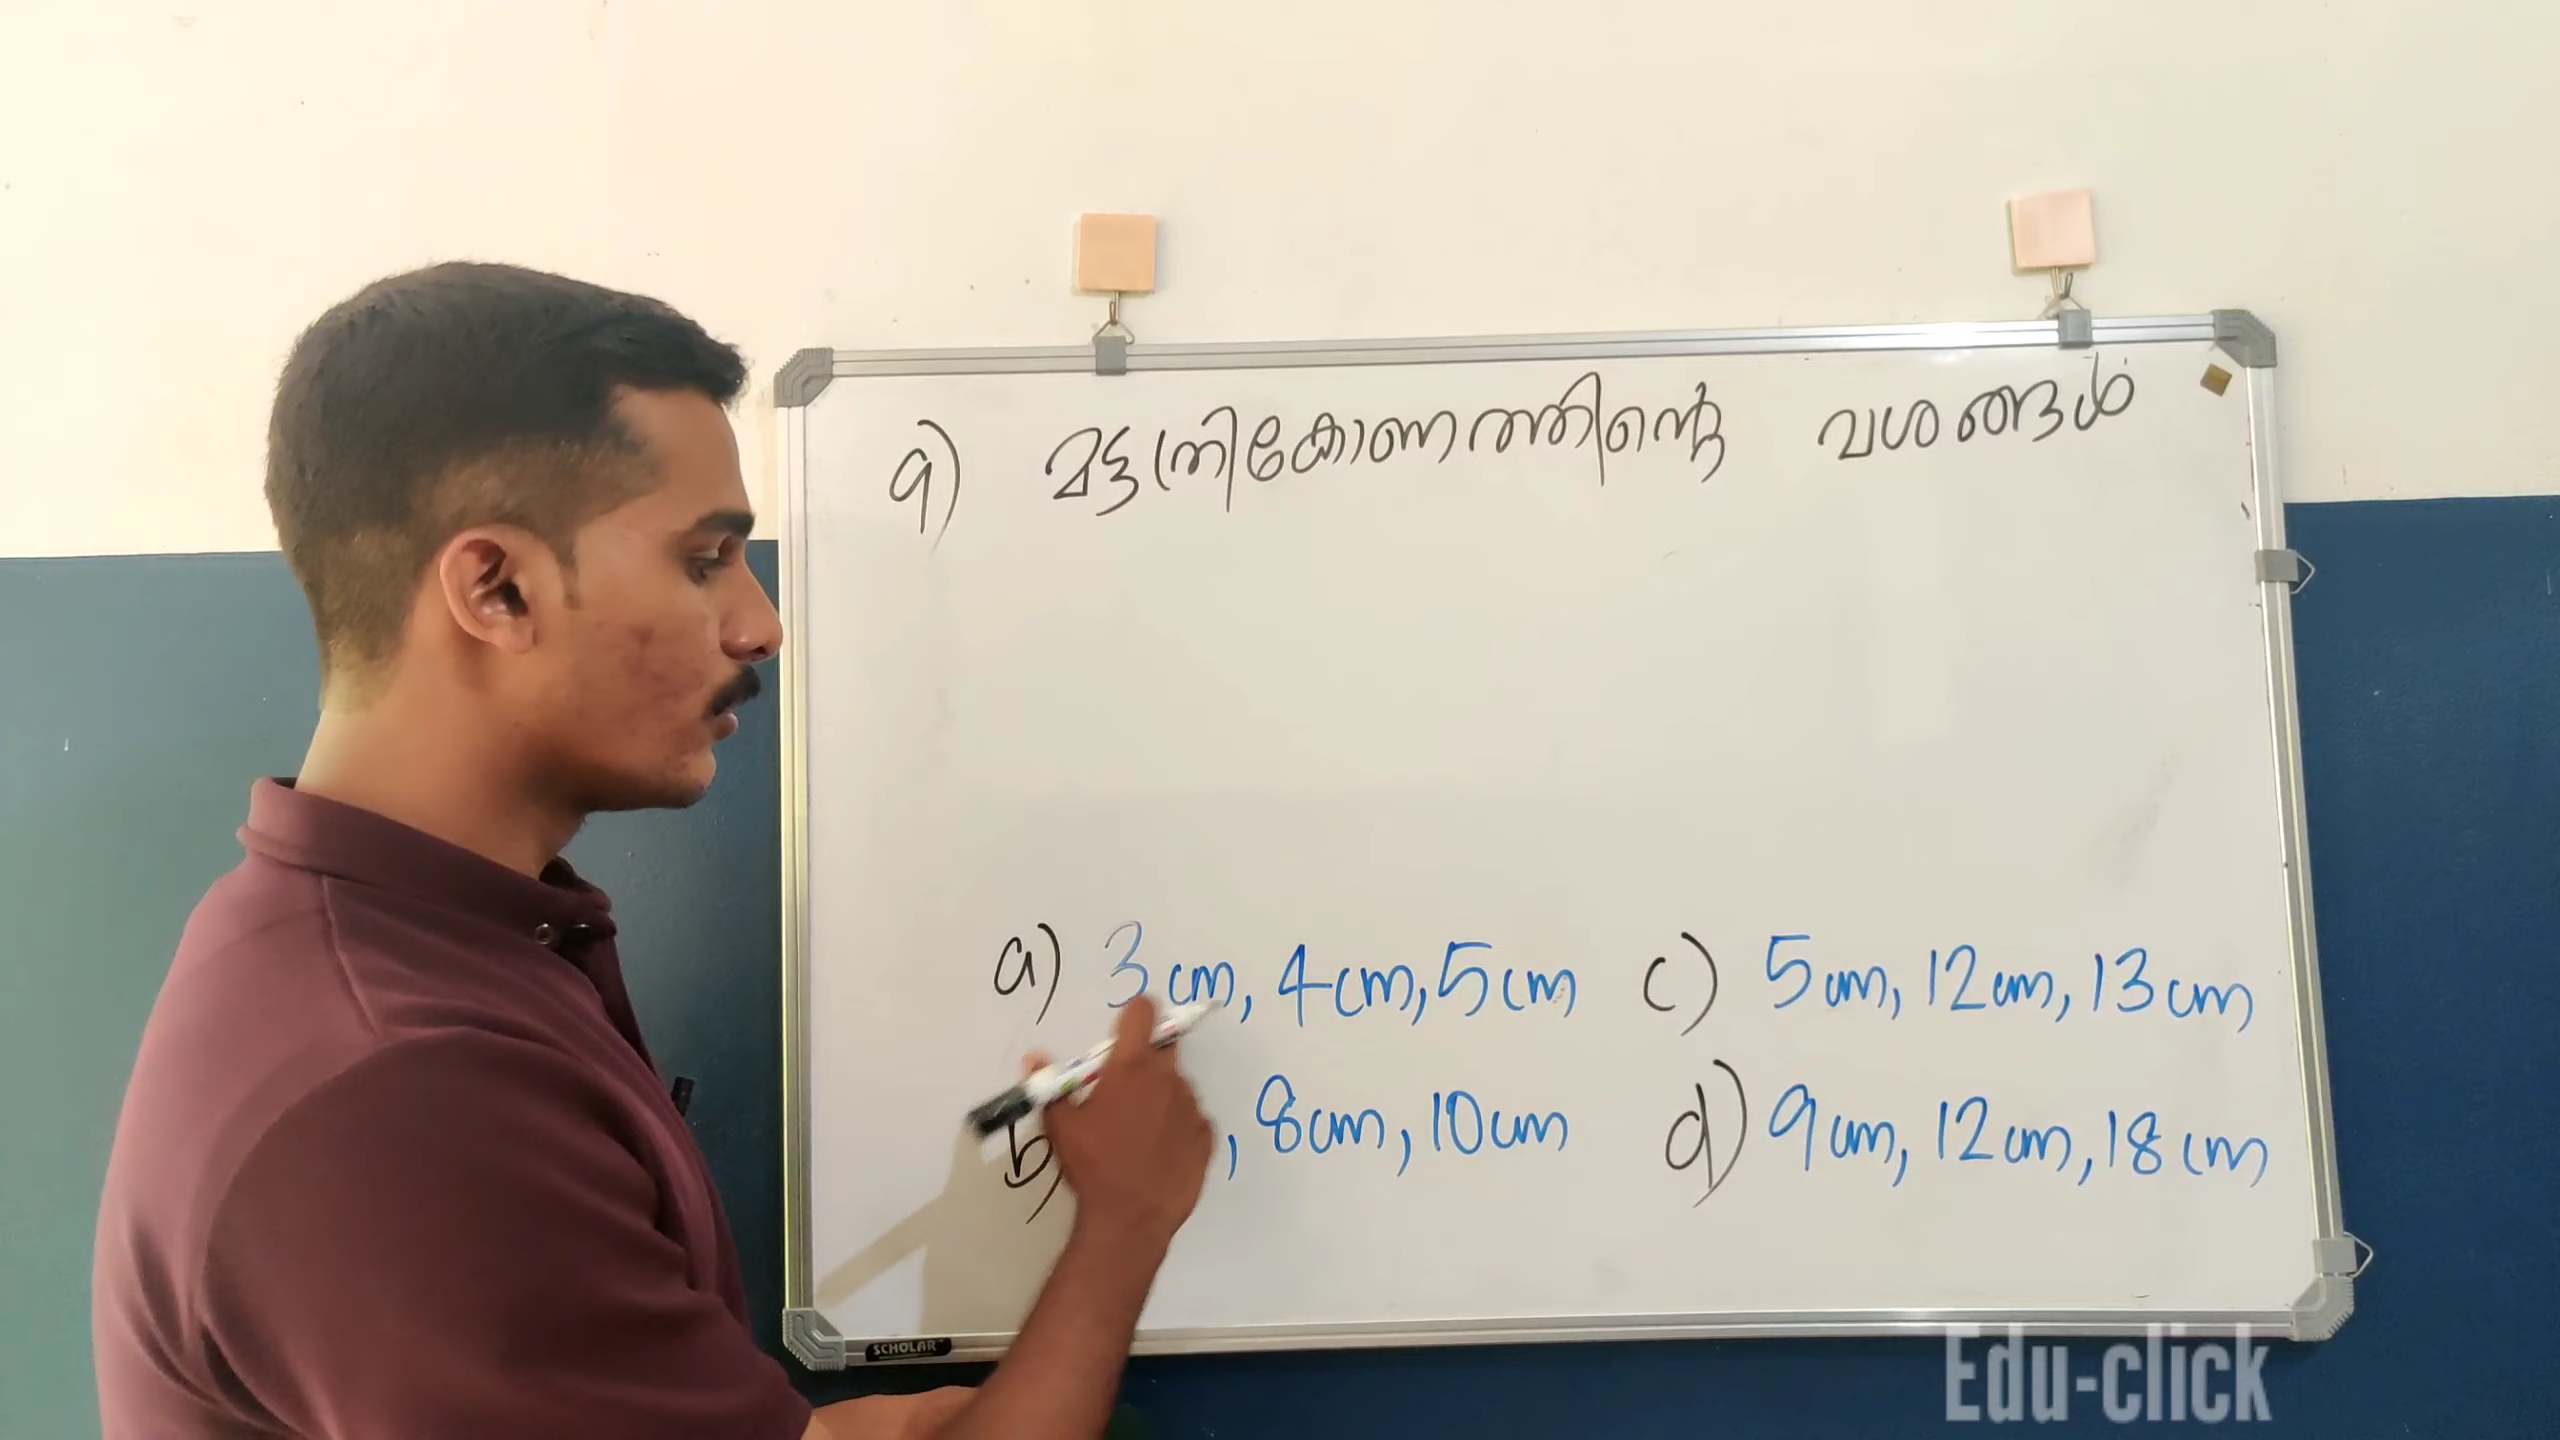 9) മട്ടത്രികോണത്തിന്റെ വശങ്ങൾ
a) 3cm, 4cm, 5cm
b) , 8cm, 10cm
c) 5cm, 12cm, 13cm
d) 9cm, 12cm, 18cm
SCHOLAR
Edu-click